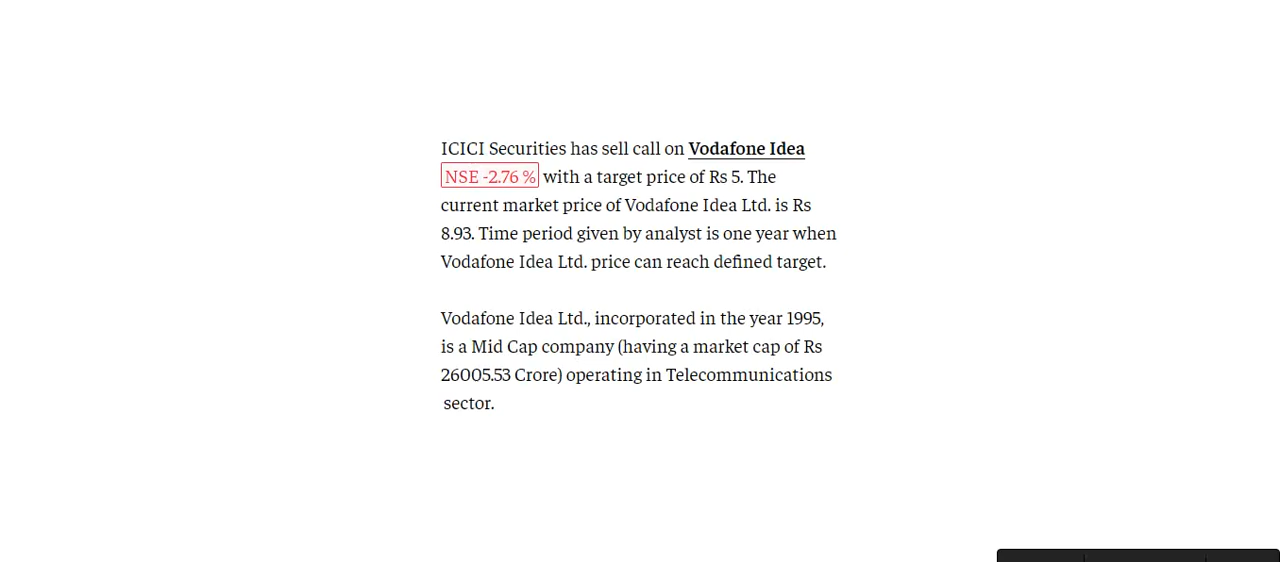 ICICI Securities has sell call on Vodafone Idea
NSE -2.76 % with a target price of Rs 5. The
current market price of Vodafone Idea Ltd. is Rs
8.93. Time period given by analyst is one year when
Vodafone Idea Ltd. price can reach defined target.
Vodafone Idea Ltd., incorporated in the year 1995,
is a Mid Cap company (having a market cap of Rs
26005.53 Crore) operating in Telecommunications
sector.